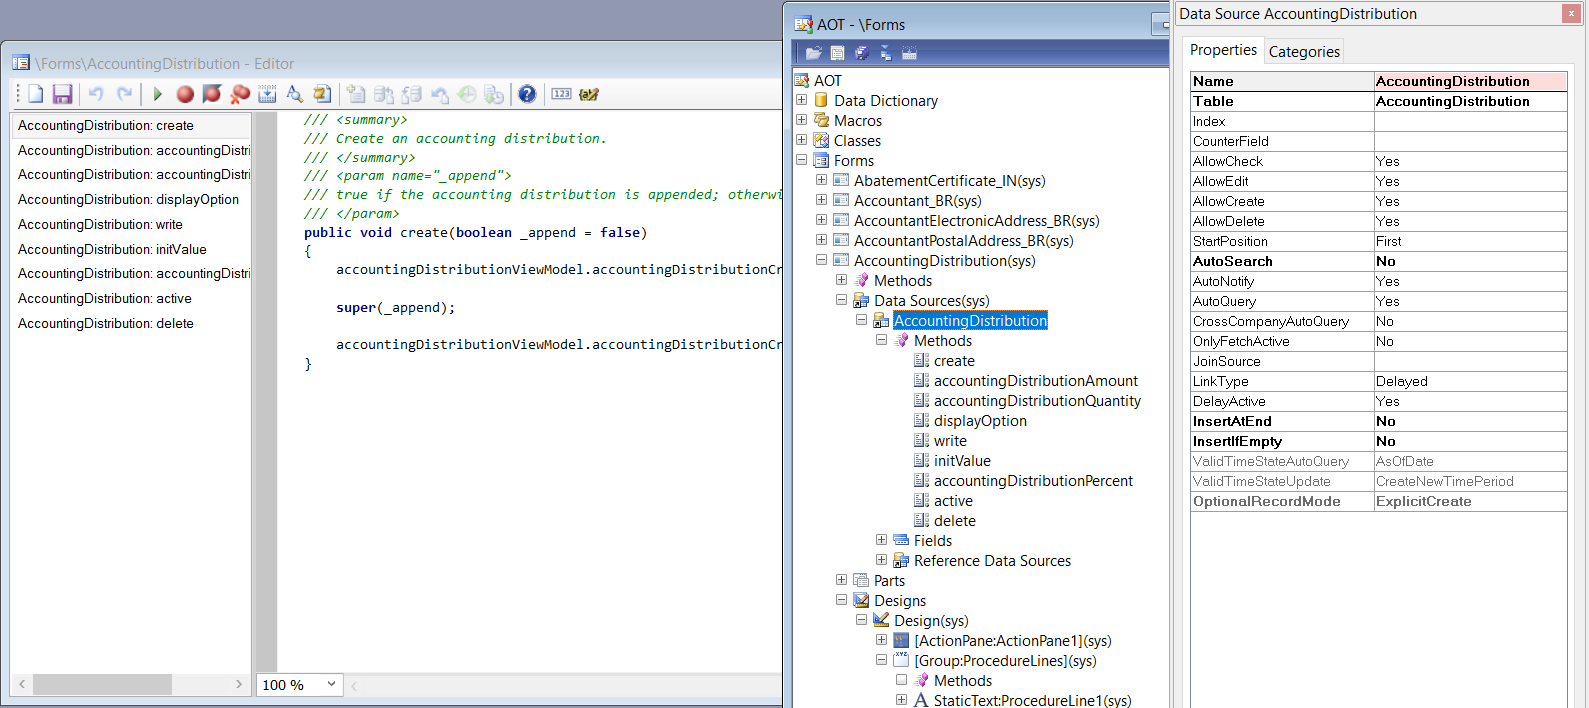 \Forms\AccountingDistribution - Editor
AccountingDistribution: create
AccountingDistribution: accountingDistri
AccountingDistribution: accountingDistri
AccountingDistribution: displayOption
AccountingDistribution: write
AccountingDistribution: initValue
AccountingDistribution: accountingDistri
AccountingDistribution: active
AccountingDistribution: delete
/// <summary>
/// Create an accounting distribution.
/// </summary>
/// <param name="_append">
/// true if the accounting distribution is appended; otherwi
/// </param>
public void create(boolean _append = false)
{
accountingDistributionViewModel.accountingDistributionCr
super(_append);
accountingDistributionViewModel.accountingDistributionCr
}
100 %
AOT - \Forms
AOT
Data Dictionary
Macros
Classes
Forms
AbatementCertificate_IN(sys)
Accountant_BR(sys)
AccountantElectronicAddress_BR(sys)
AccountantPostalAddress_BR(sys)
AccountingDistribution(sys)
Methods
Data Sources(sys)
AccountingDistribution
Methods
create
accountingDistributionAmount
accountingDistributionQuantity
displayOption
write
initValue
accountingDistributionPercent
active
delete
Fields
Reference Data Sources
Parts
Designs
Design(sys)
[ActionPane:ActionPane1](sys)
[Group:ProcedureLines](sys)
Methods
StaticText:ProcedureLine1(sys)
Data Source AccountingDistribution
Properties Categories
Name AccountingDistribution
Table AccountingDistribution
Index
CounterField
AllowCheck Yes
AllowEdit Yes
AllowCreate Yes
AllowDelete Yes
StartPosition First
AutoSearch No
AutoNotify Yes
AutoQuery Yes
CrossCompanyAutoQuery No
OnlyFetchActive No
JoinSource
LinkType Delayed
DelayActive Yes
InsertAtEnd No
InsertIfEmpty No
ValidTimeStateAutoQuery AsOfDate
ValidTimeStateUpdate CreateNewTimePeriod
OptionalRecordMode ExplicitCreate